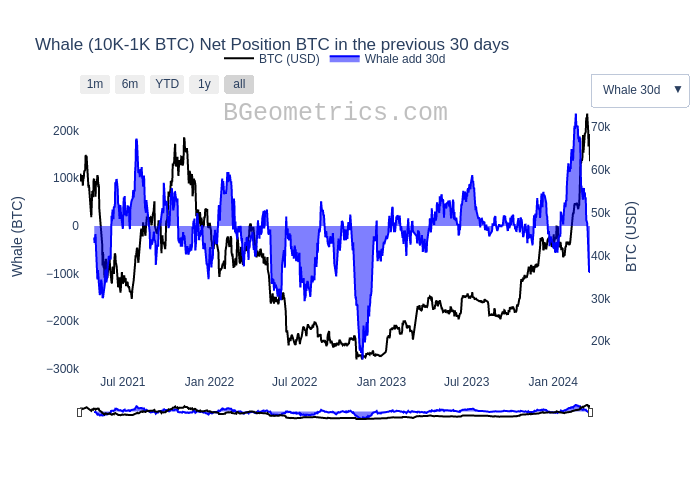 Whale (10K-1K BTC) Net Position BTC in the previous 30 days
BTC (USD) Whale add 30d
1m 6m YTD 1y all
Whale 30d ▼
BGeometrics.com
200k
100k
0
−100k
−200k
−300k
Whale (BTC)
70k
60k
50k
40k
30k
20k
BTC (USD)
Jul 2021 Jan 2022 Jul 2022 Jan 2023 Jul 2023 Jan 2024